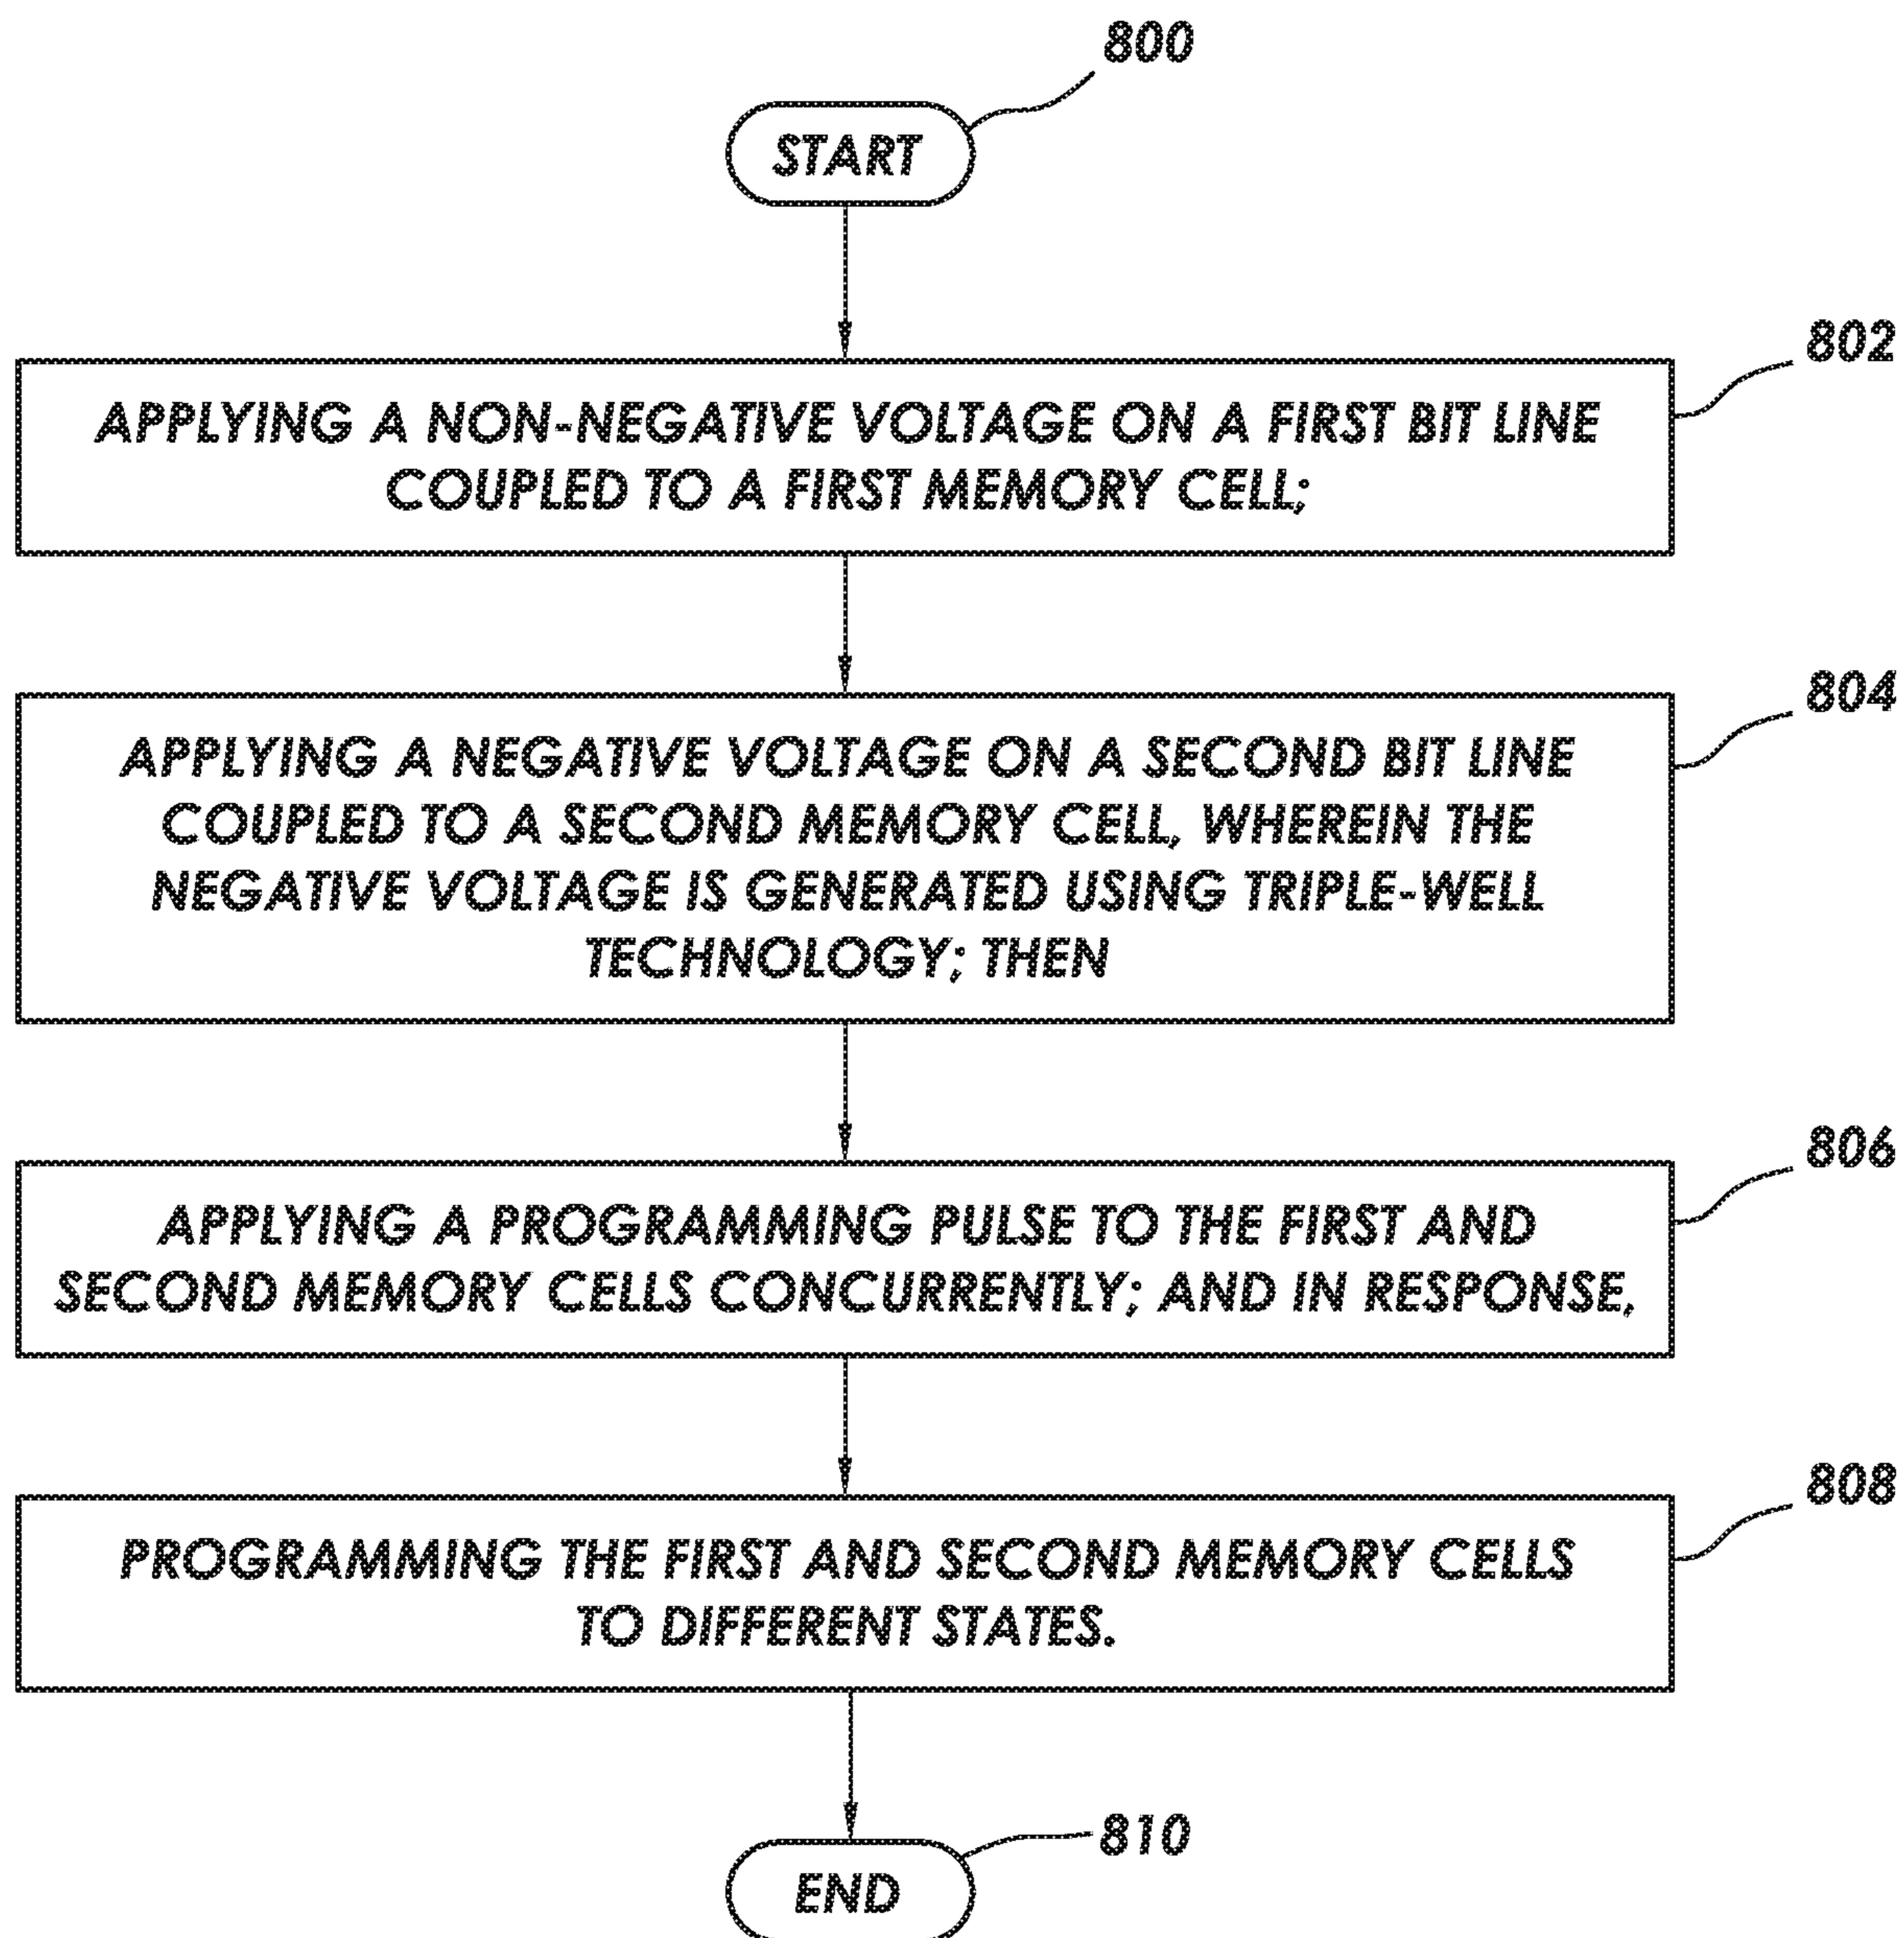 800
START
802
APPLYING A NON-NEGATIVE VOLTAGE ON A FIRST BIT LINE
COUPLED TO A FIRST MEMORY CELL;
804
APPLYING A NEGATIVE VOLTAGE ON A SECOND BIT LINE
COUPLED TO A SECOND MEMORY CELL, WHEREIN THE
NEGATIVE VOLTAGE IS GENERATED USING TRIPLE-WELL
TECHNOLOGY; THEN
806
APPLYING A PROGRAMMING PULSE TO THE FIRST AND
SECOND MEMORY CELLS CONCURRENTLY; AND IN RESPONSE,
808
PROGRAMMING THE FIRST AND SECOND MEMORY CELLS
TO DIFFERENT STATES.
810
END